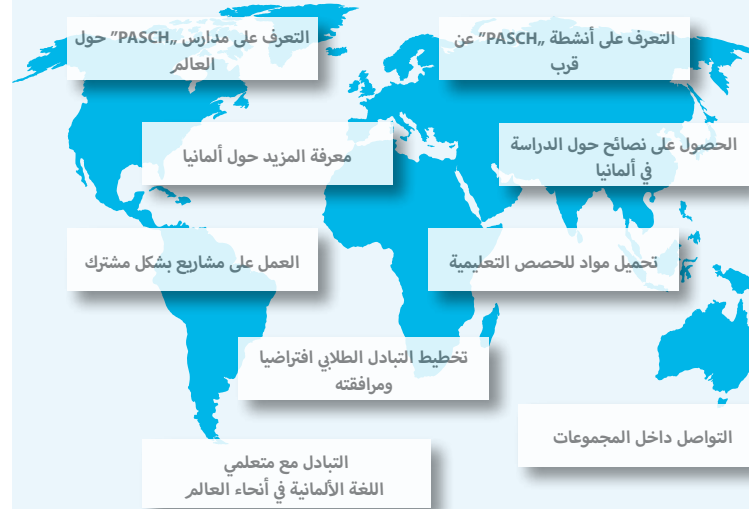 التعرف على أنشطة „PASCH” عن
قرب
التعرف على مدارس „PASCH” حول
العالم
الحصول على نصائح حول الدراسة
في ألمانيا
معرفة المزيد حول ألمانيا
تحميل مواد للحصص التعليمية
العمل على مشاريع بشكل مشترك
تخطيط التبادل الطلابي افتراضيا
ومرافقته
التواصل داخل المجموعات
التبادل مع متعلمي
اللغة الألمانية في أنحاء العالم